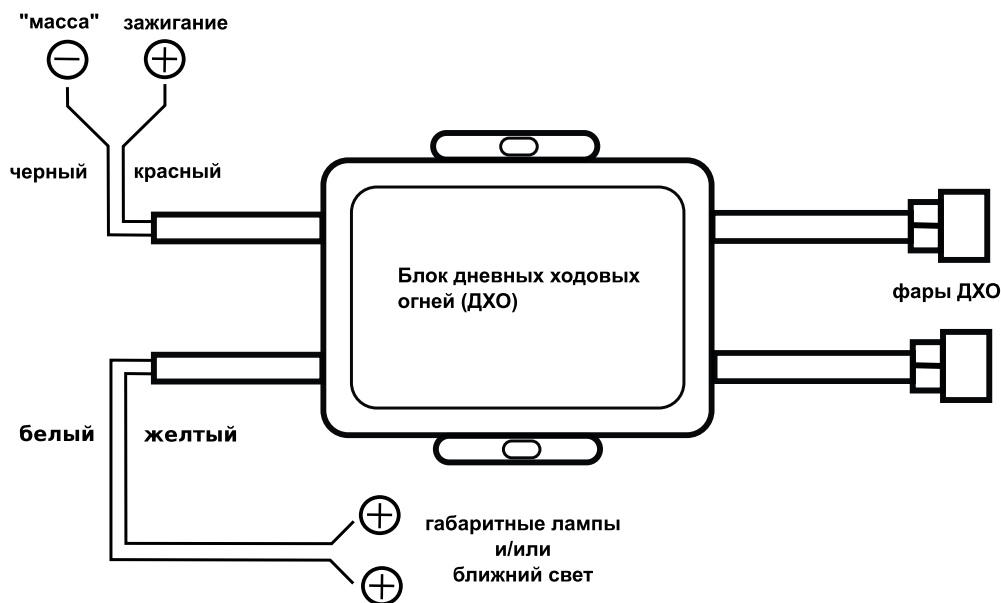 "масса" зажигание
черный красный
Блок дневных ходовых
огней (ДХО)
фары ДХО
белый желтый
габаритные лампы
и/или
ближний свет